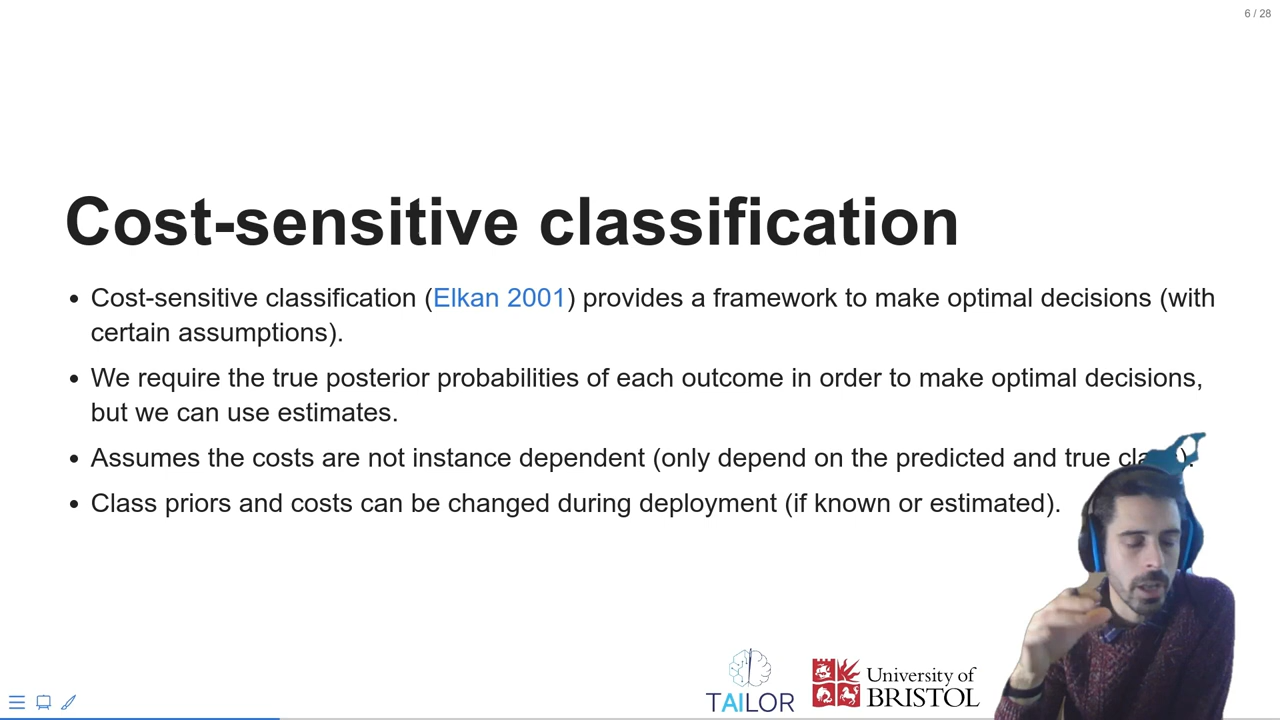 6 / 28
Cost-sensitive classification
• Cost-sensitive classification (Elkan 2001) provides a framework to make optimal decisions (with
certain assumptions).
• We require the true posterior probabilities of each outcome in order to make optimal decisions,
but we can use estimates.
• Assumes the costs are not instance dependent (only depend on the predicted and true
• Class priors and costs can be changed during deployment (if known or estimated).
TAILOR
University of
BRISTOL